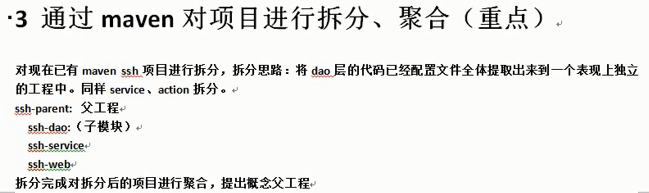 3 通过 maven 对项目进行拆分、聚合（重点）
对现在已有 maven ssh 项目进行拆分，拆分思路：将 dao 层的代码已经配置文件全体提取出来到一个表现上独立
的工程中。同样 service、action 拆分。
ssh-parent: 父工程
ssh-dao:（子模块）
ssh-service
ssh-web
拆分完成对拆分后的项目进行聚合，提出概念父工程